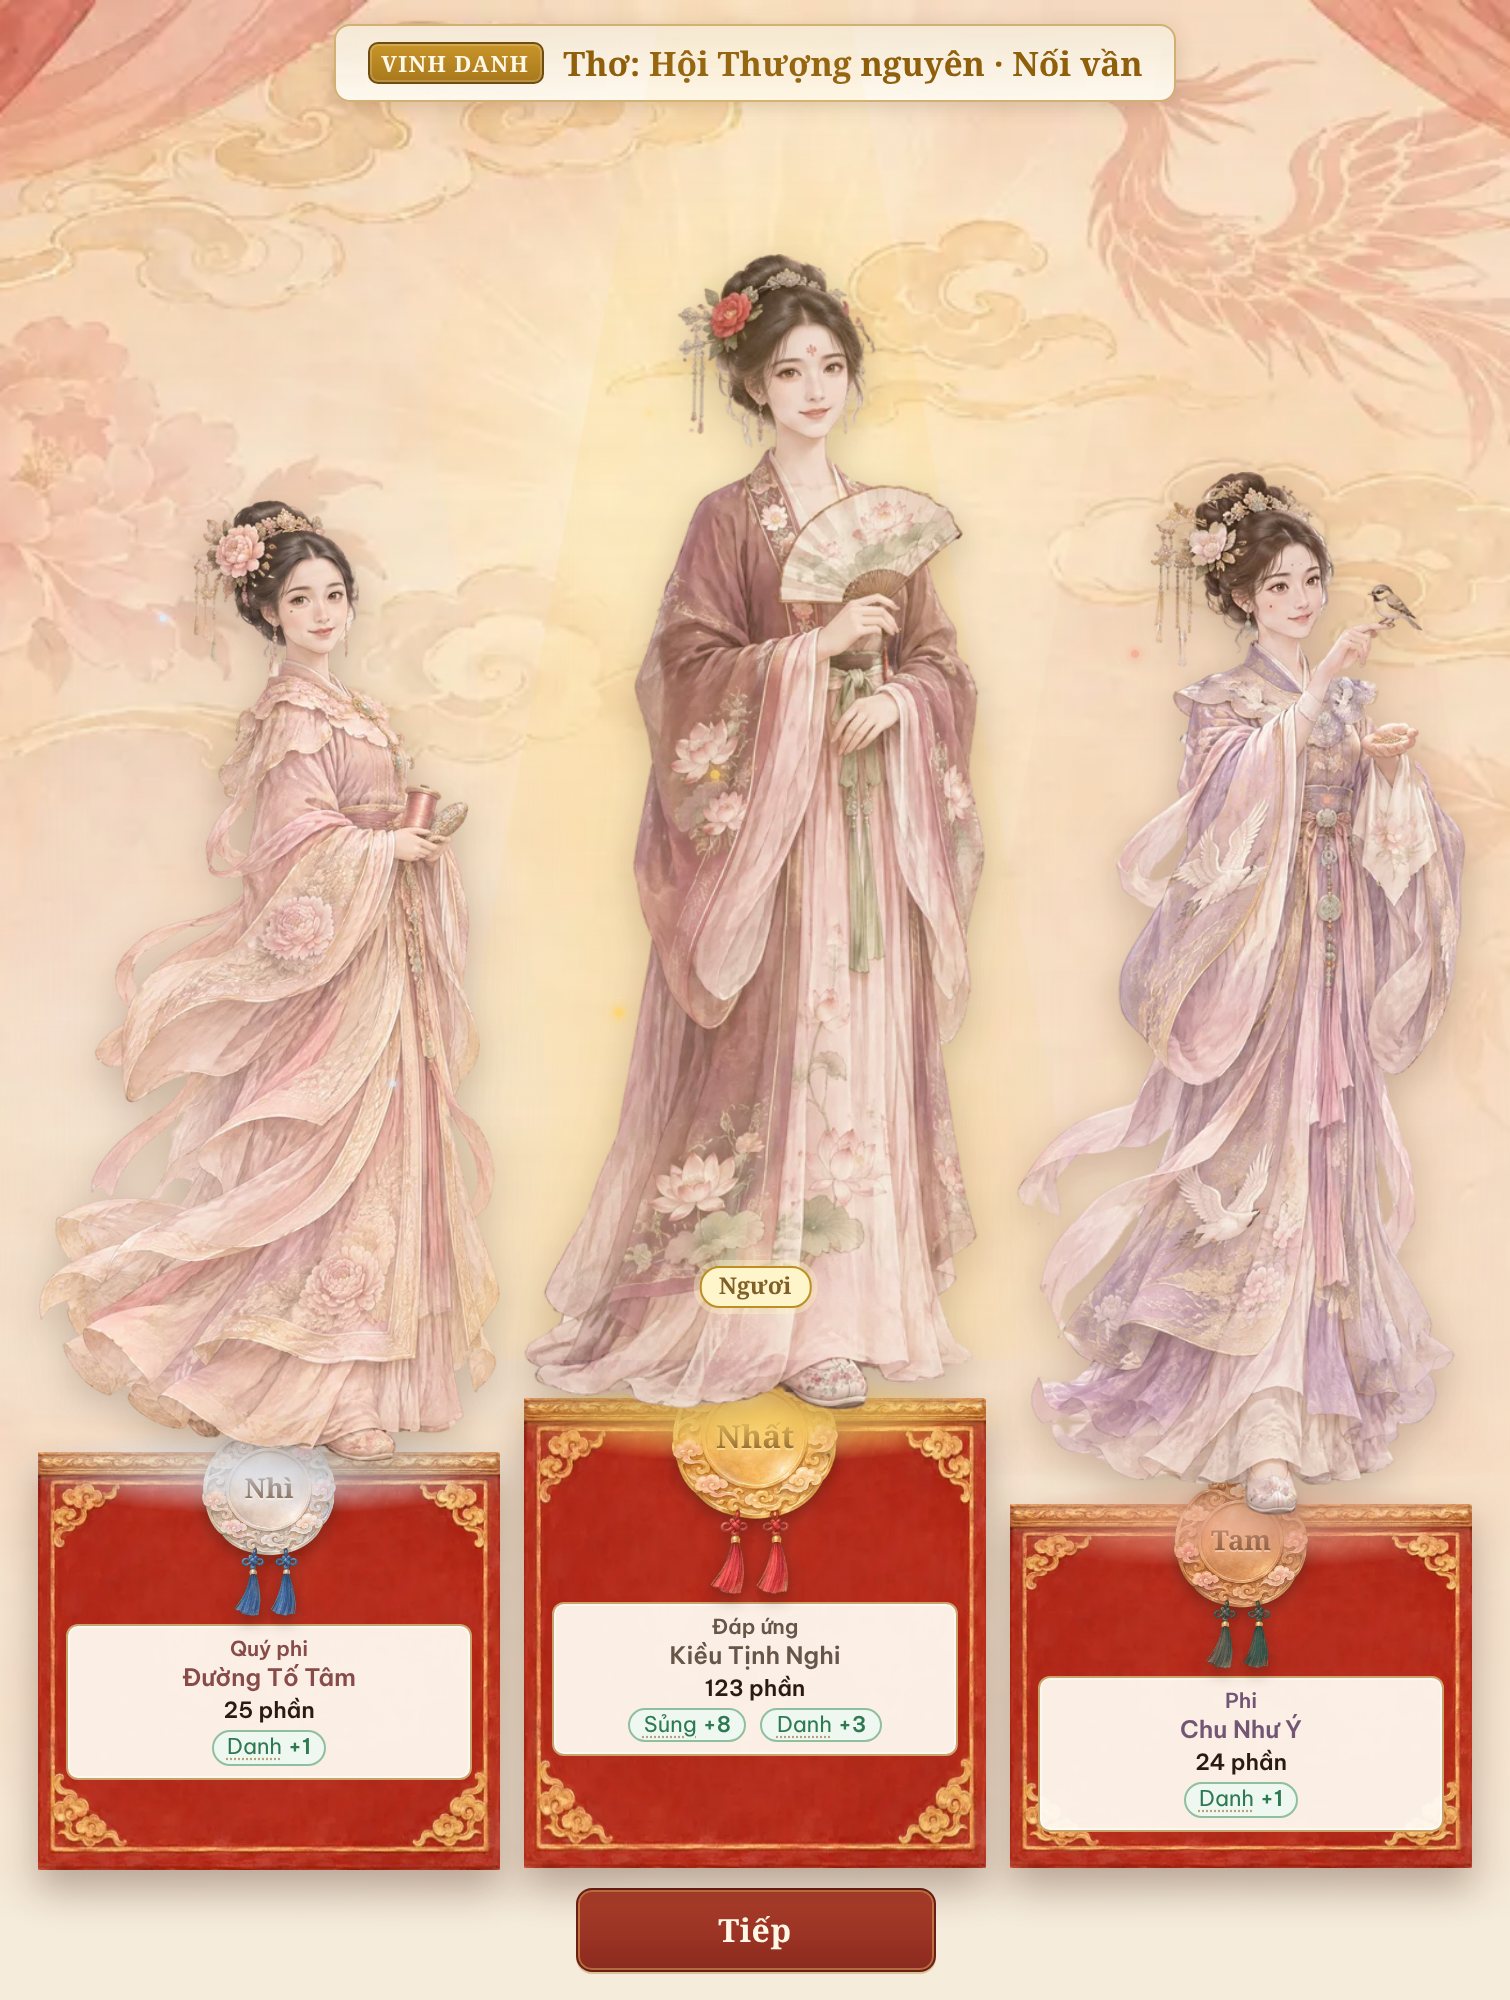 VINH DANH Thơ: Hội Thượng nguyên · Nối vần
Ngươi
Nhì
Quý phi
Đường Tố Tâm
25 phần
Danh +1
Nhất
Đáp ứng
Kiều Tịnh Nghi
123 phần
Sủng +8 Danh +3
Tam
Phi
Chu Như Ý
24 phần
Danh +1
Tiếp